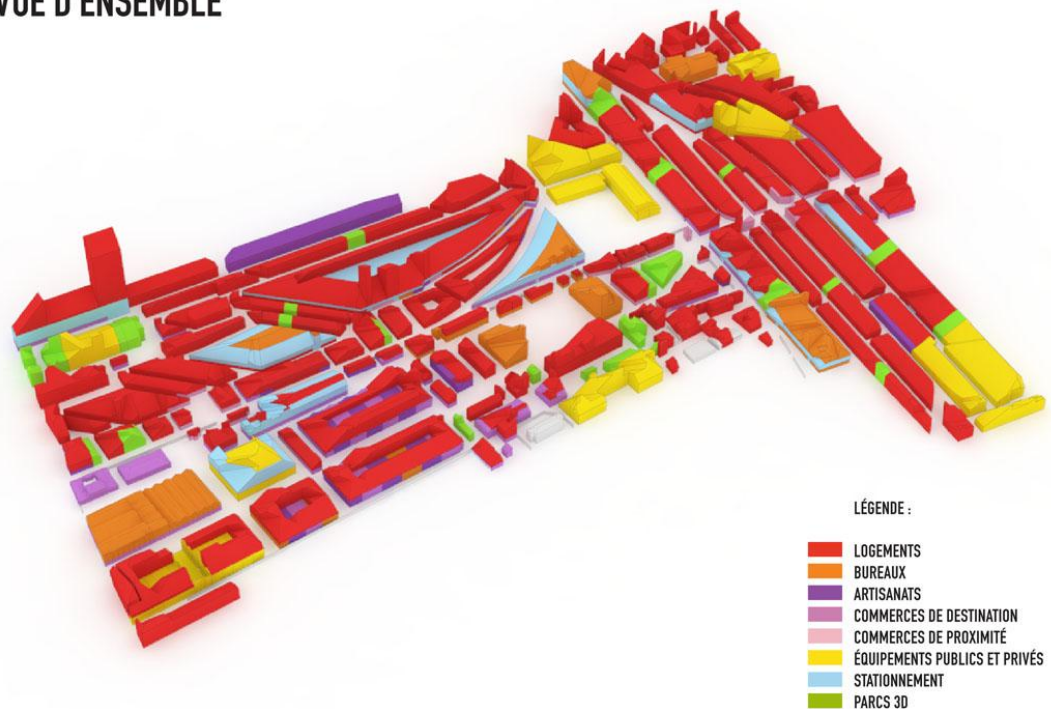 VUE D'ENSEMBLE
LÉGENDE :
LOGEMENTS
BUREAUX
ARTISANATS
COMMERCES DE DESTINATION
COMMERCES DE PROXIMITÉ
ÉQUIPEMENTS PUBLICS ET PRIVÉS
STATIONNEMENT
PARCS 3D